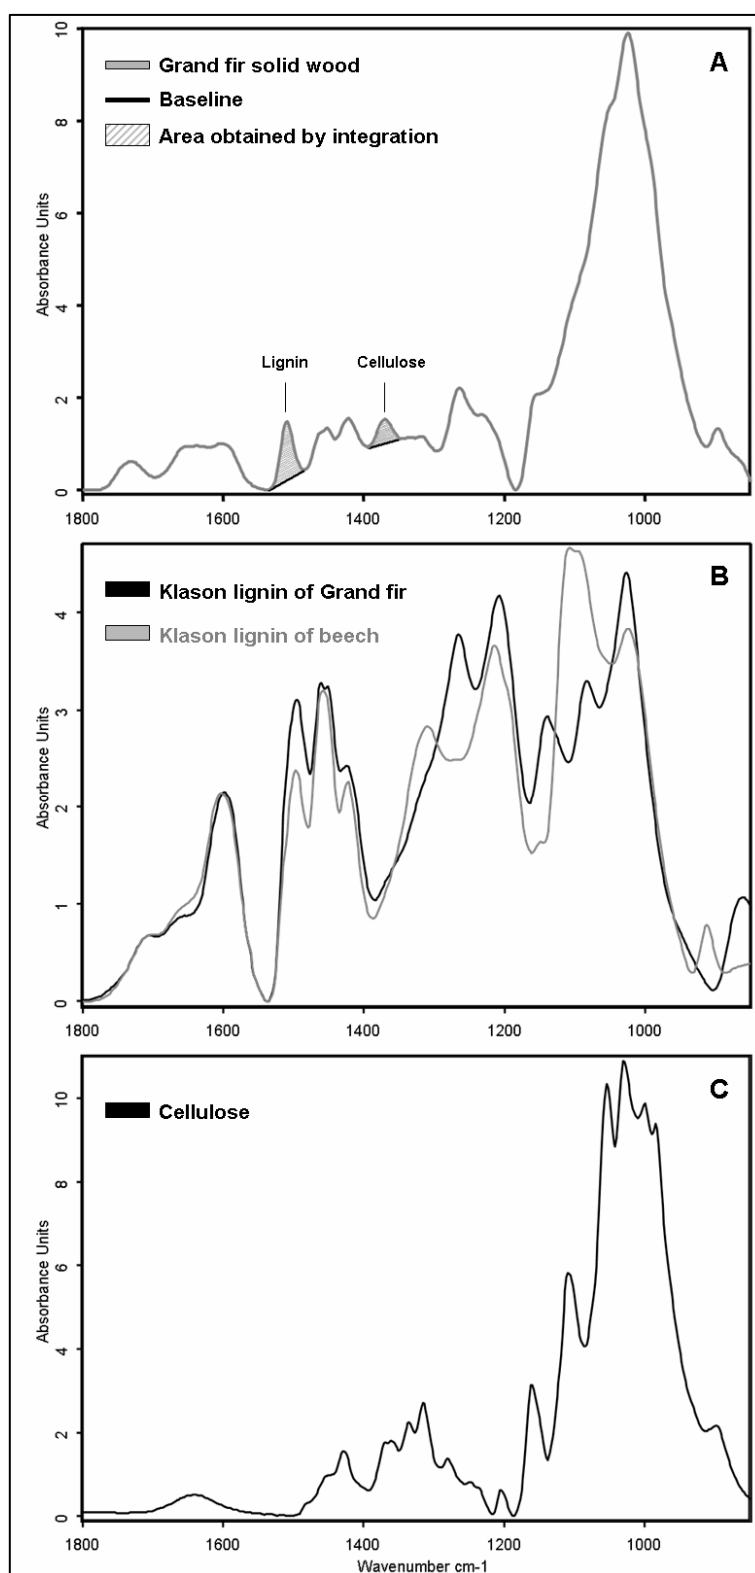 A
Grand fir solid wood
Baseline
Area obtained by integration
Absorbance Units
10
8
6
4
2
0
Lignin
Cellulose
1800 1600 1400 1200 1000
B
Klason lignin of Grand fir
Klason lignin of beech
Absorbance Units
4
3
2
1
0
1800 1600 1400 1200 1000
C
Cellulose
Absorbance Units
10
8
6
4
2
0
1800 1600 1400 1200 1000
Wavenumber cm-1